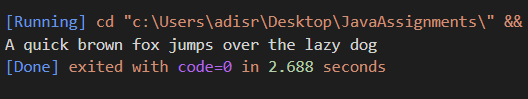 [Running] cd "c:\Users\adisr\Desktop\JavaAssignments\" &&
A quick brown fox jumps over the lazy dog
[Done] exited with code=0 in 2.688 seconds